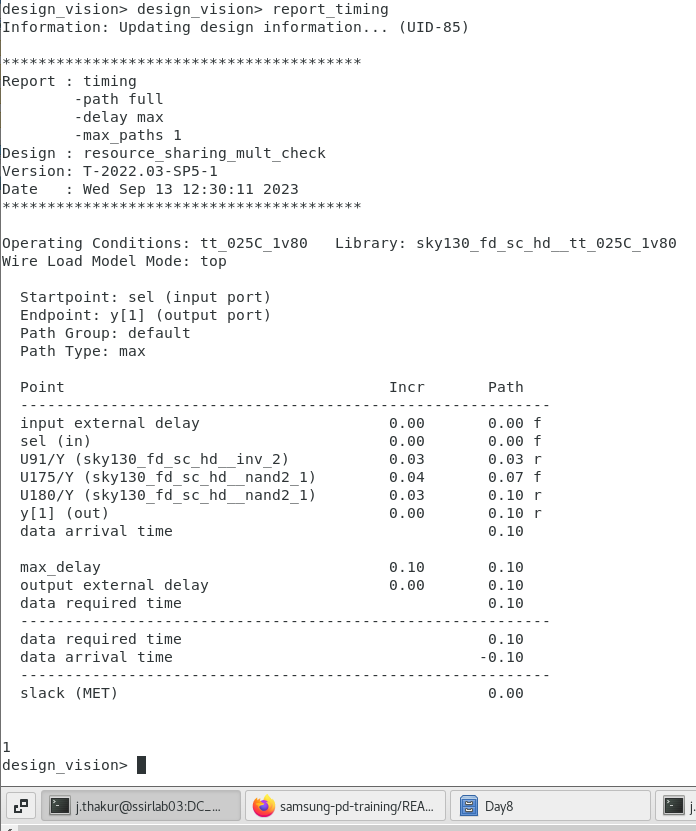 design_vision> design_vision> report_timing
Information: Updating design information... (UID-85)
****************************************
Report : timing
        -path full
        -delay max
        -max_paths 1
Design : resource_sharing_mult_check
Version: T-2022.03-SP5-1
Date   : Wed Sep 13 12:30:11 2023
****************************************
Operating Conditions: tt_025C_1v80   Library: sky130_fd_sc_hd__tt_025C_1v80
Wire Load Model Mode: top
  Startpoint: sel (input port)
  Endpoint: y[1] (output port)
  Path Group: default
  Path Type: max
  Point                                    Incr       Path
  -----------------------------------------------------------
  input external delay                     0.00       0.00 f
  sel (in)                                 0.00       0.00 f
  U91/Y (sky130_fd_sc_hd__inv_2)           0.03       0.03 r
  U175/Y (sky130_fd_sc_hd__nand2_1)        0.04       0.07 f
  U180/Y (sky130_fd_sc_hd__nand2_1)        0.03       0.10 r
  y[1] (out)                               0.00       0.10 r
  data arrival time                                   0.10
  max_delay                                0.10       0.10
  output external delay                    0.00       0.10
  data required time                                  0.10
  -----------------------------------------------------------
  data required time                                  0.10
  data arrival time                                  -0.10
  -----------------------------------------------------------
  slack (MET)                                         0.00
1
design_vision>
j.thakur@ssirlab03:DC_... samsung-pd-training/REA... Day8 j.